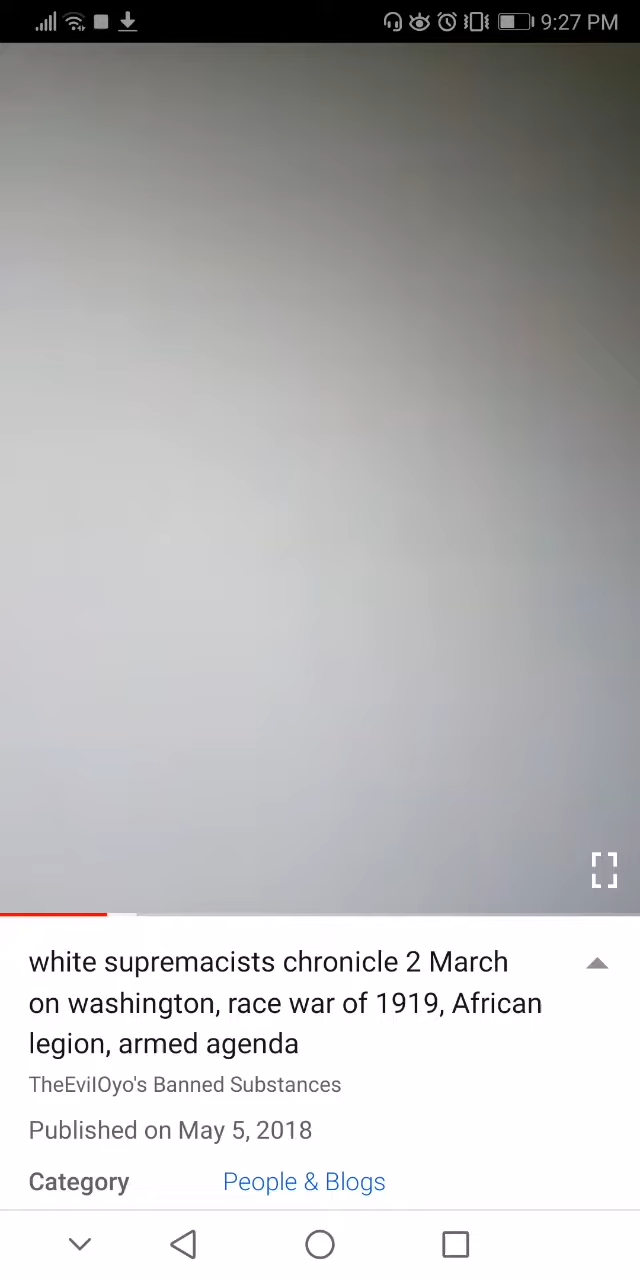 9:27 PM
white supremacists chronicle 2 March
on washington, race war of 1919, African
legion, armed agenda
TheEvilOyo's Banned Substances
Published on May 5, 2018
Category People & Blogs